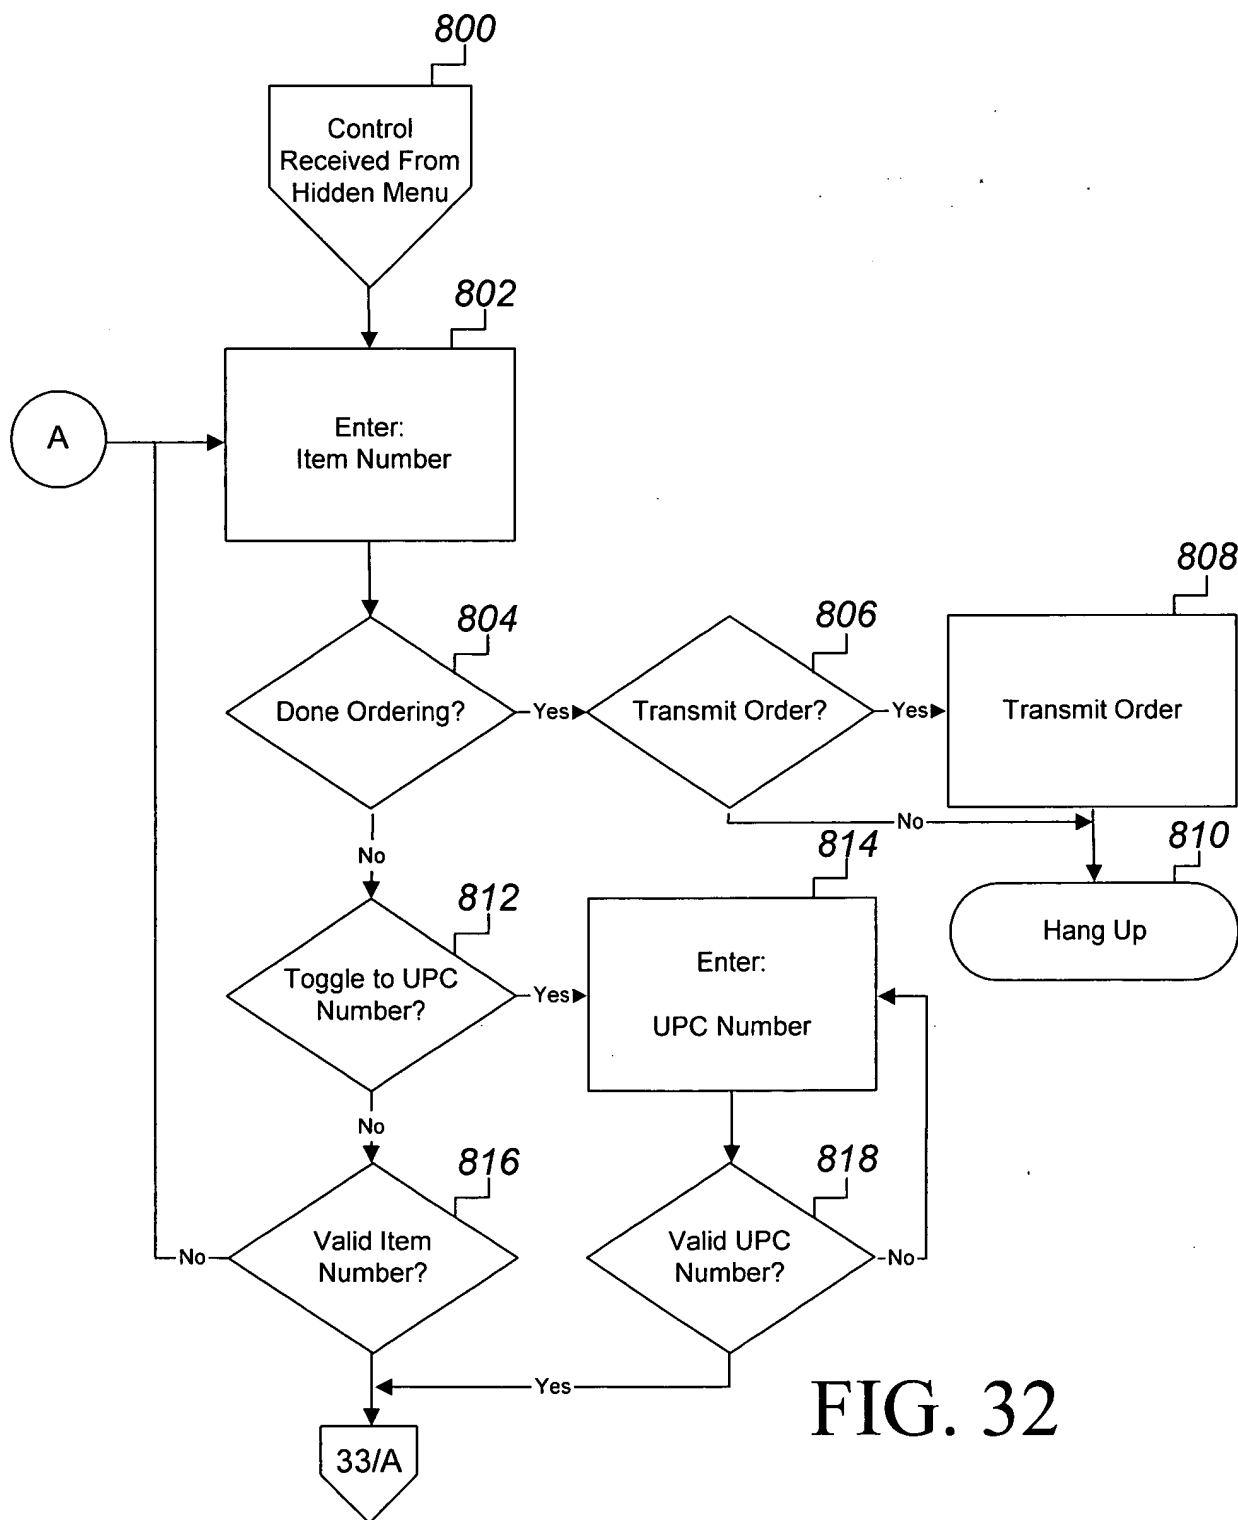 800
Control
Received From
Hidden Menu
802
A
Enter:
Item Number
804
806
808
Done Ordering?
Yes
Transmit Order?
Yes
Transmit Order
No
No
810
Hang Up
812
814
Toggle to UPC
Number?
Yes
Enter:
UPC Number
No
816
818
Valid Item
Number?
No
Valid UPC
Number?
No
Yes
33/A
FIG. 32